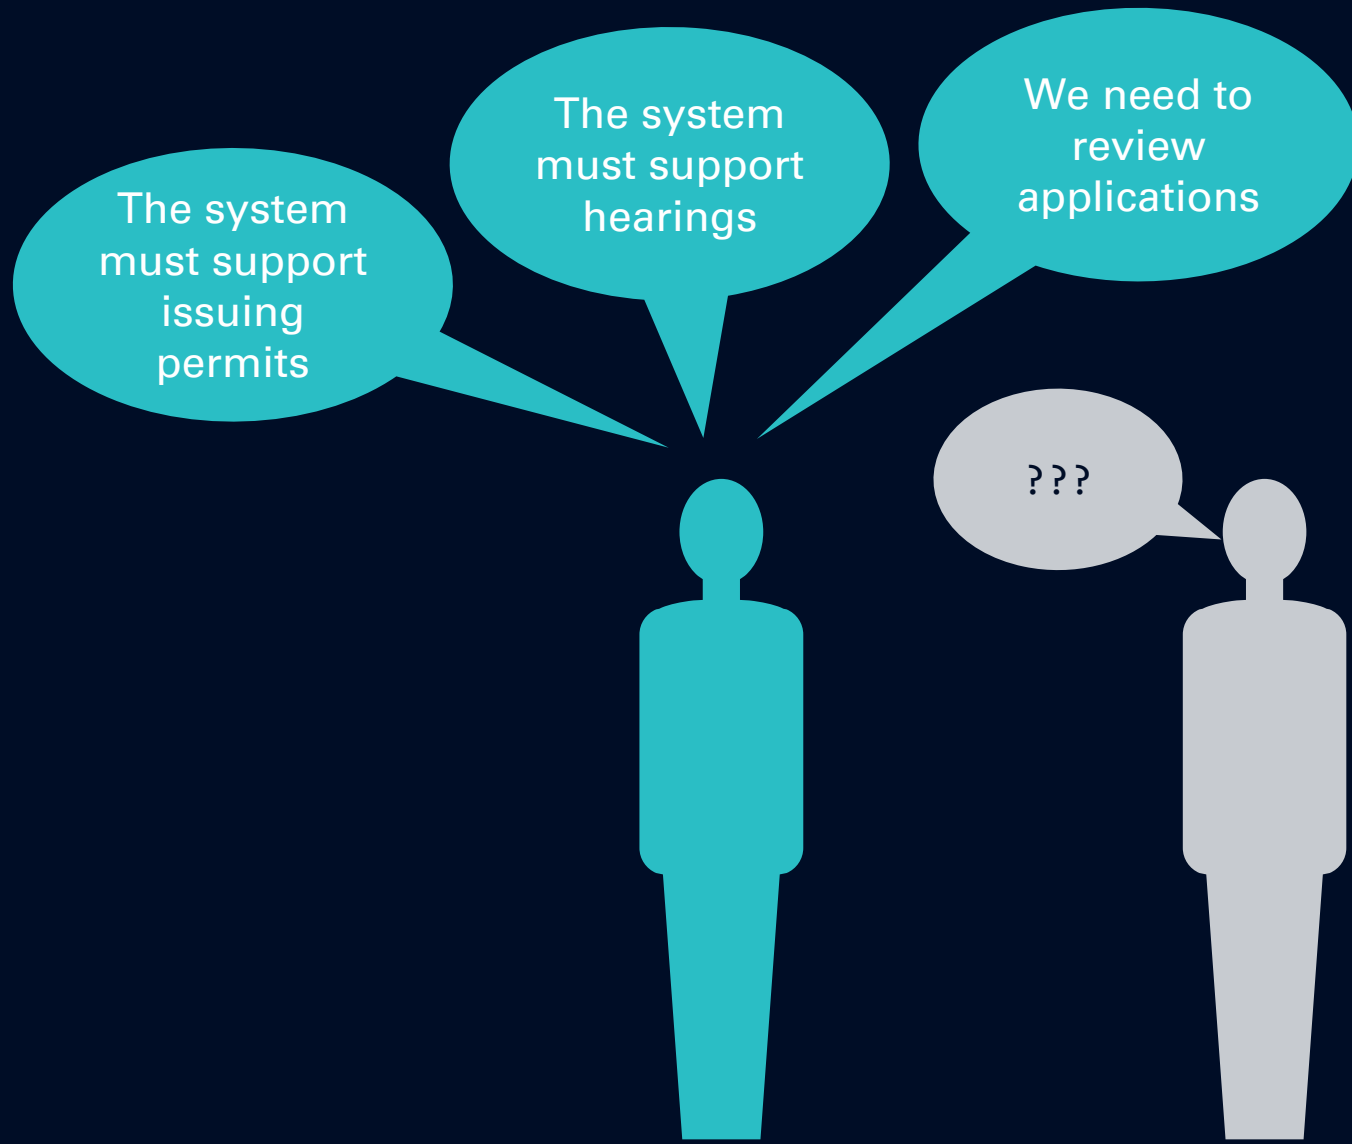 The system
must support
issuing
permits
The system
must support
hearings
We need to
review
applications
???